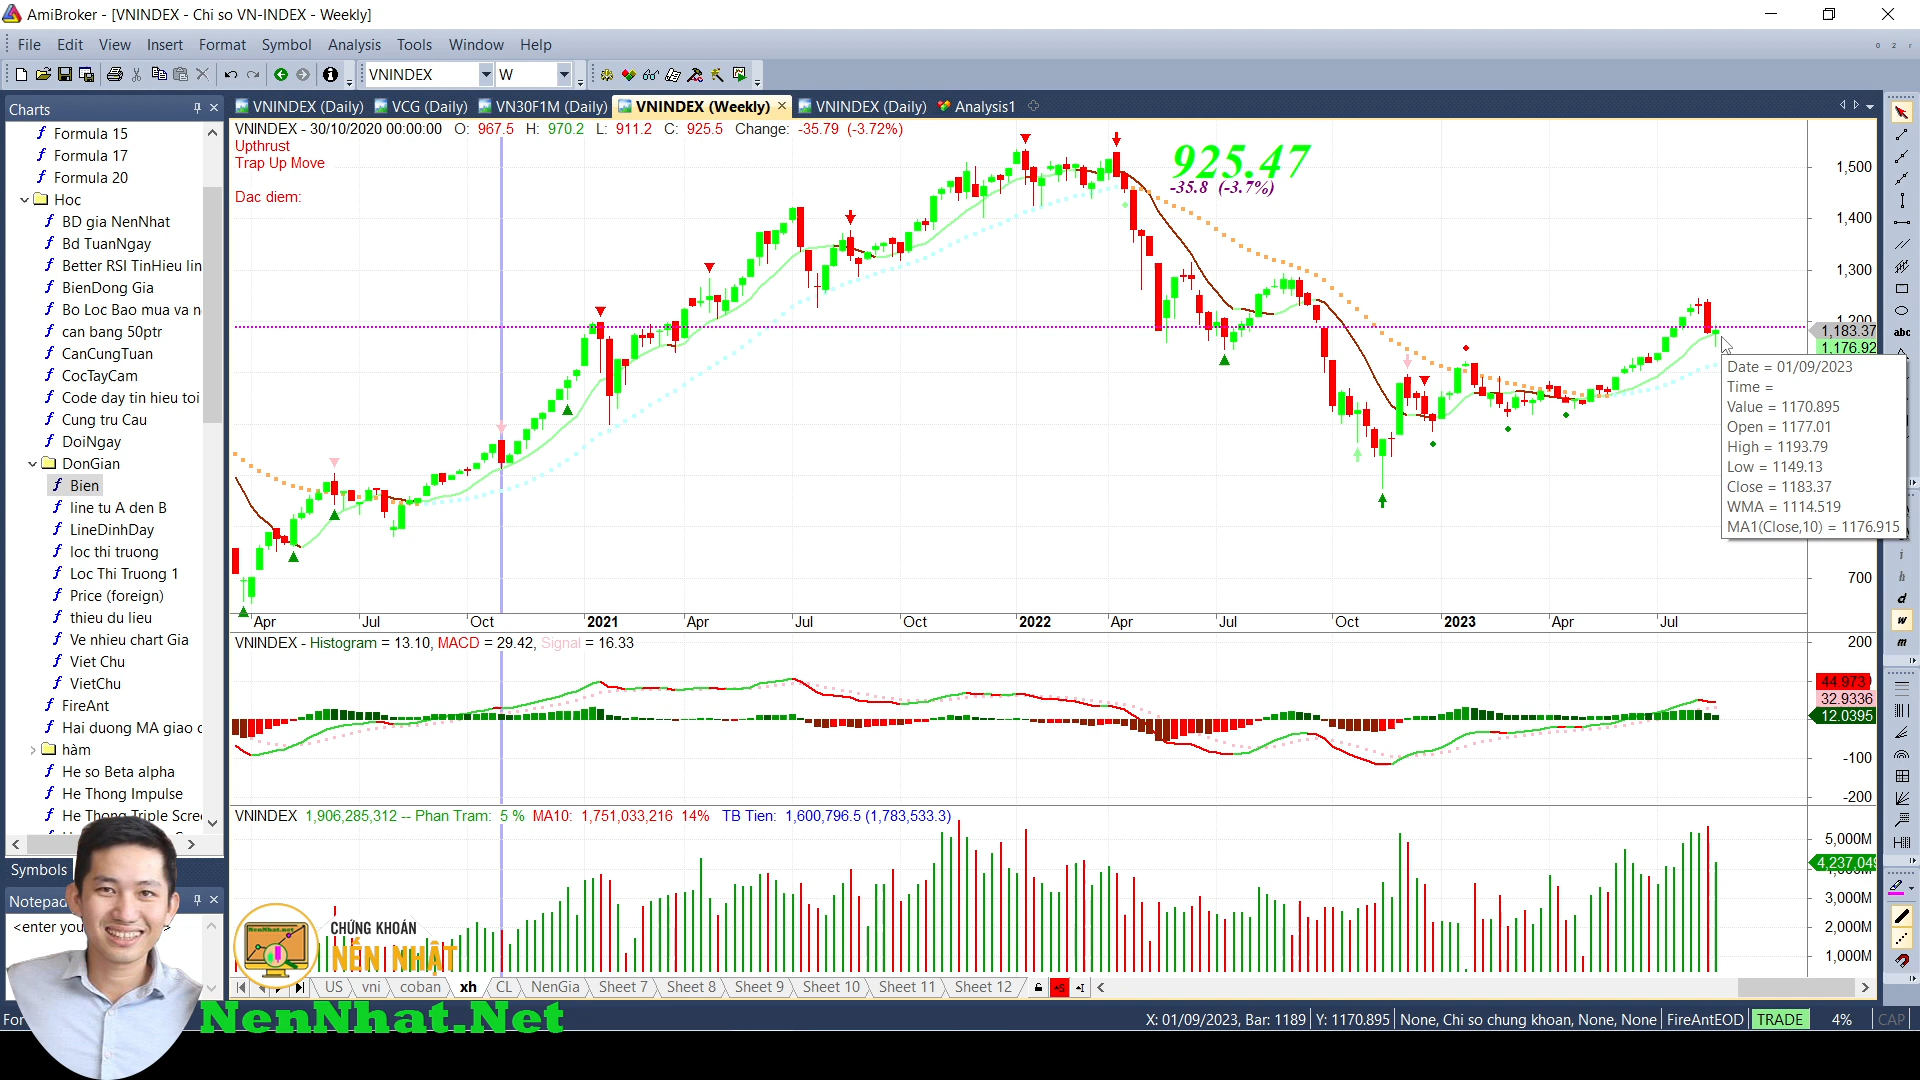 AmiBroker - [VNINDEX - Chi so VN-INDEX - Weekly]
File Edit View Insert Format Symbol Analysis Tools Window Help
VNINDEX W
Charts
Formula 15
Formula 17
Formula 20
Hoc
BD gia NenNhat
Bd TuanNgay
Better RSI TinHieu lin
BienDong Gia
Bo Loc Bao mua va n
can bang 50ptr
CanCungTuan
CocTayCam
Code day tin hieu toi
Cung tru Cau
DoiNgay
DonGian
Bien
line tu A den B
LineDinhDay
loc thi truong
Loc Thi Truong 1
Price (foreign)
thieu du lieu
Ve nhieu chart Gia
Viet Chu
VietChu
FireAnt
Hai duong MA giao c
hàm
He so Beta alpha
He Thong Impulse
He Thong Triple Scre
Symbols
Notepad
<enter you
For
VNINDEX (Daily) VCG (Daily) VN30F1M (Daily) VNINDEX (Weekly) VNINDEX (Daily) Analysis1
VNINDEX - 30/10/2020 00:00:00 O: 967.5 H: 970.2 L: 911.2 C: 925.5 Change: -35.79 (-3.72%)
Upthrust
Trap Up Move
Dac diem:
925.47
-35.8 (-3.7%)
1,500
1,400
1,300
1,200
1,183.37
1,176.92
700
Date = 01/09/2023
Time =
Value = 1170.895
Open = 1177.01
High = 1193.79
Low = 1149.13
Close = 1183.37
WMA = 1114.519
MA1(Close,10) = 1176.915
Apr Jul Oct 2021 Apr Jul Oct 2022 Apr Jul Oct 2023 Apr Jul
VNINDEX - Histogram = 13.10, MACD = 29.42, Signal = 16.33
200
44.973
32.9336
12.0395
-100
-200
VNINDEX 1,906,285,312 -- Phan Tram: 5 % MA10: 1,751,033,216 14% TB Tien: 1,600,796.5 (1,783,533.3)
5,000M
4,237,049
3,000M
2,000M
1,000M
NenNhat.net
CHỨNG KHOÁN
NẾN NHẬT
US vni coban xh CL NenGia Sheet 7 Sheet 8 Sheet 9 Sheet 10 Sheet 11 Sheet 12
NenNhat.Net
X: 01/09/2023, Bar: 1189 Y: 1170.895 None, Chi so chung khoan, None, None FireAntEOD TRADE 4% CAP
abc
i
h
d
w
m